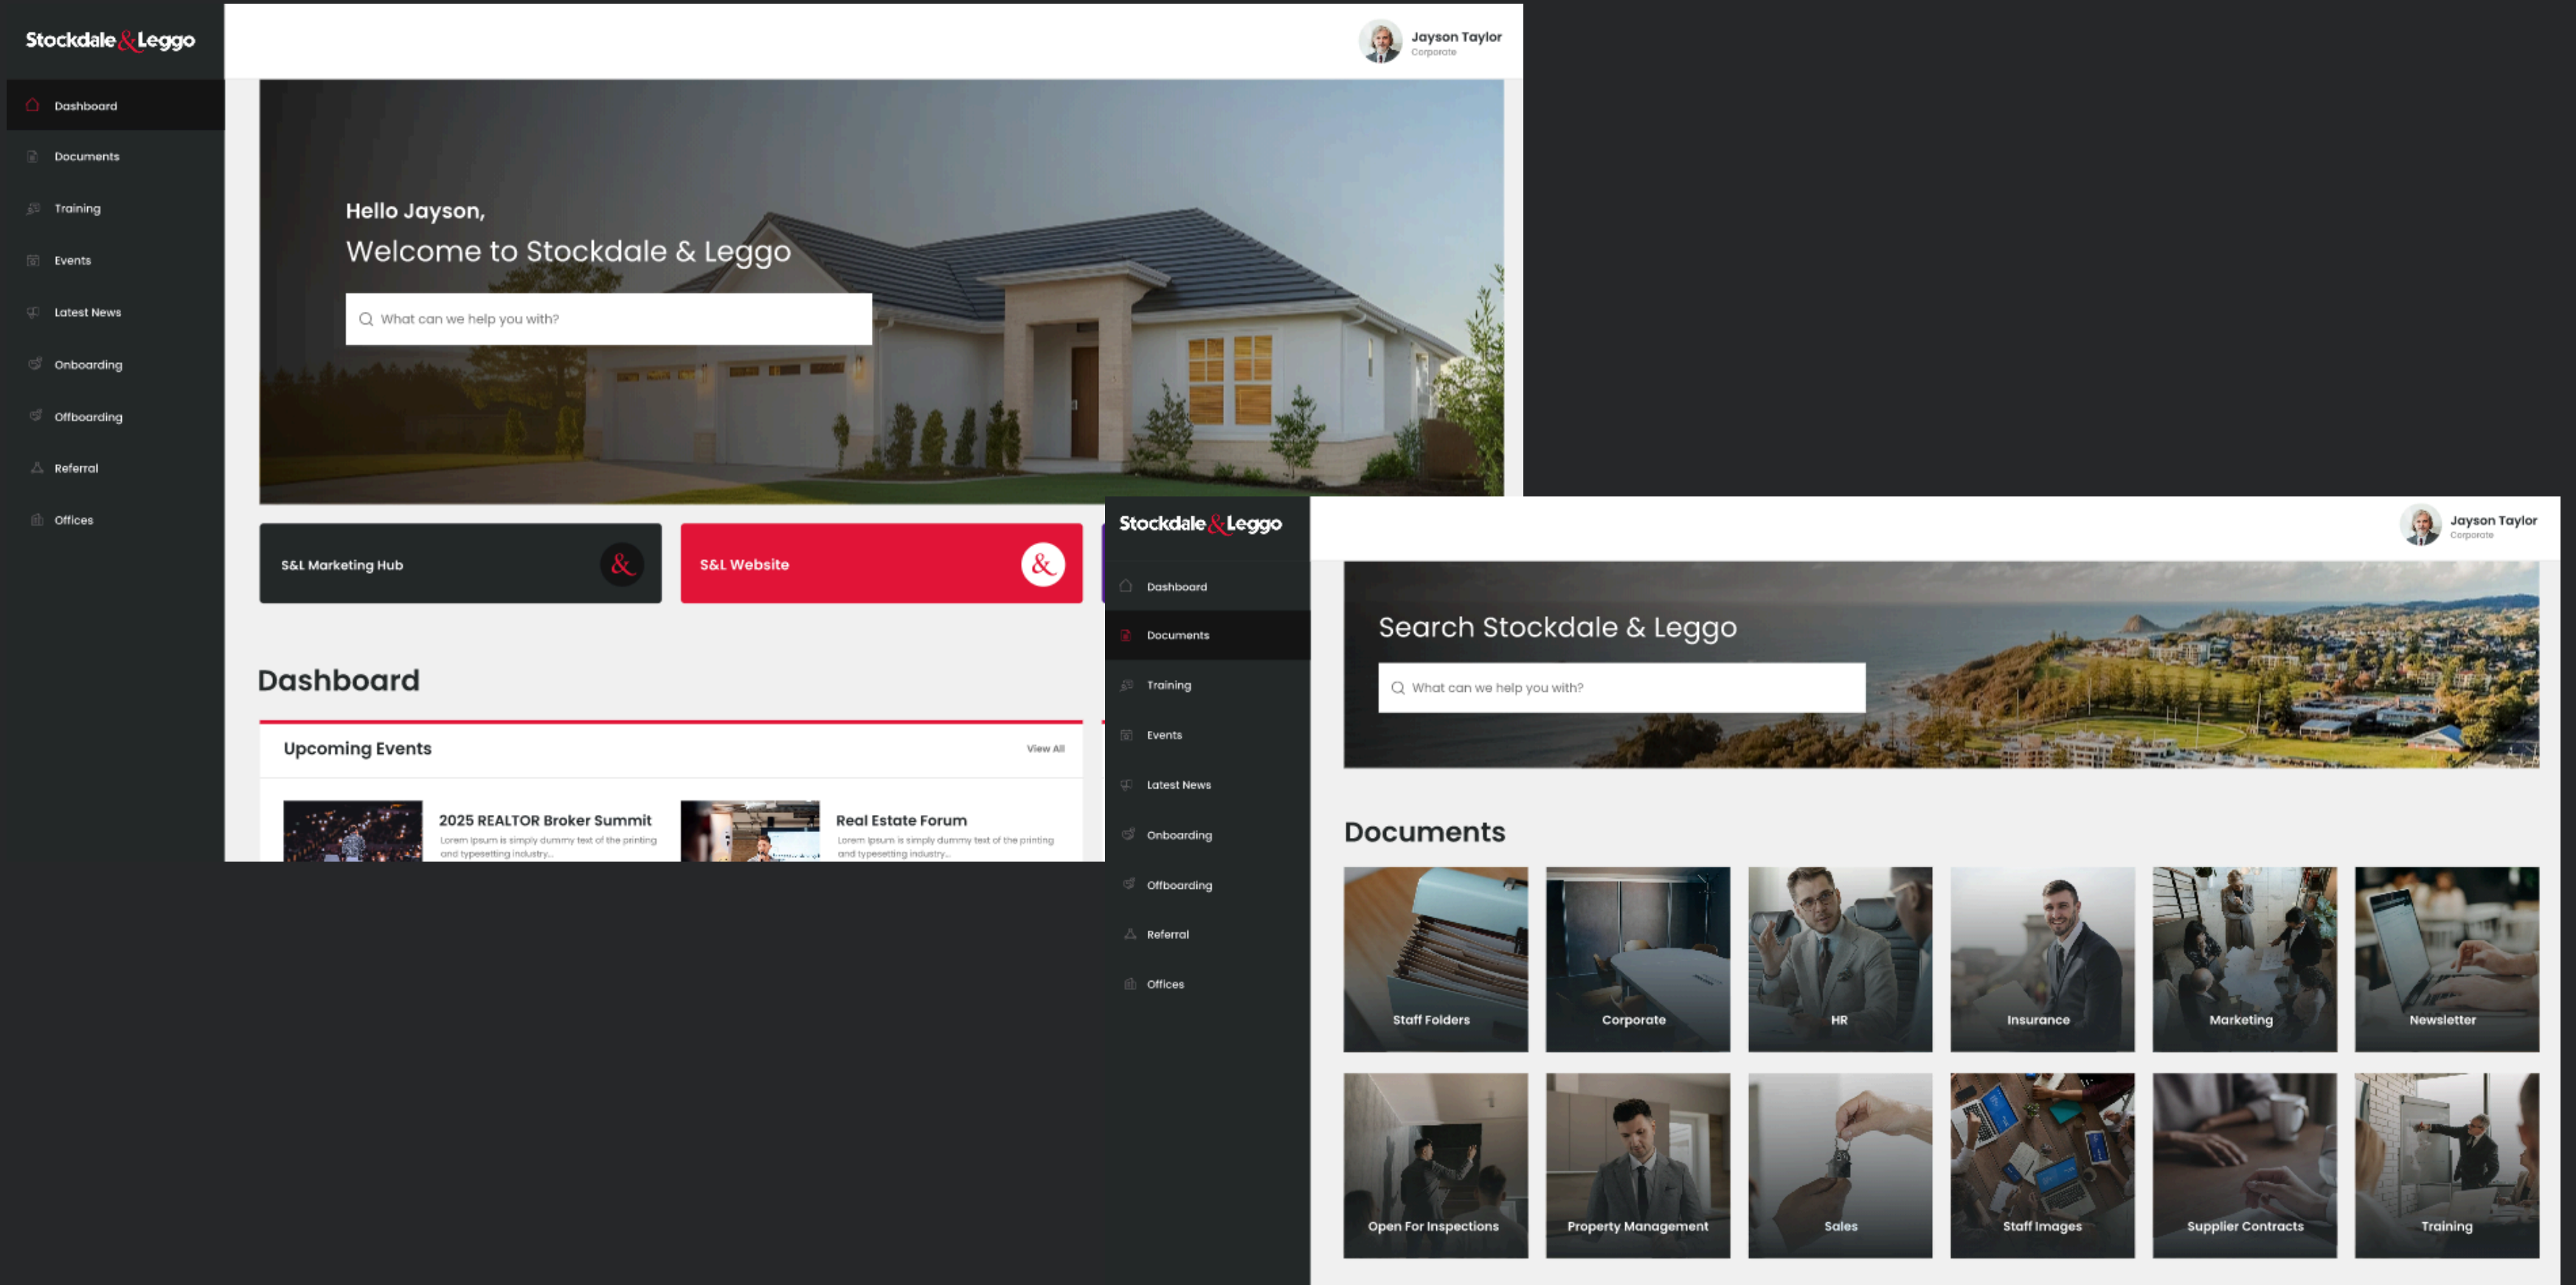 Stockdale & Leggo
Jayson Taylor
Corporate
Dashboard
Documents
Training
Events
Latest News
Onboarding
Offboarding
Referral
Offices
Hello Jayson,
Welcome to Stockdale & Leggo
What can we help you with?
S&L Marketing Hub
&
S&L Website
&
Dashboard
Upcoming Events
View All
2025 REALTOR Broker Summit
Lorem Ipsum is simply dummy text of the printing
and typesetting industry...
Real Estate Forum
Lorem Ipsum is simply dummy text of the printing
and typesetting industry...
Stockdale & Leggo
Jayson Taylor
Corporate
Dashboard
Documents
Training
Events
Latest News
Onboarding
Offboarding
Referral
Offices
Search Stockdale & Leggo
What can we help you with?
Documents
Staff Folders
Corporate
HR
Insurance
Marketing
Newsletter
Open For Inspections
Property Management
Sales
Staff Images
Supplier Contracts
Training